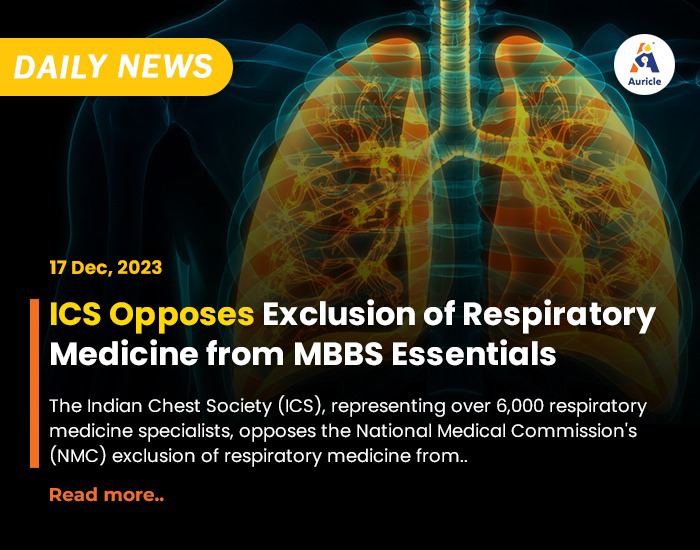 DAILY NEWS
Auricle
17 Dec, 2023
ICS Opposes Exclusion of Respiratory
Medicine from MBBS Essentials
The Indian Chest Society (ICS), representing over 6,000 respiratory
medicine specialists, opposes the National Medical Commission's
(NMC) exclusion of respiratory medicine from..
Read more..